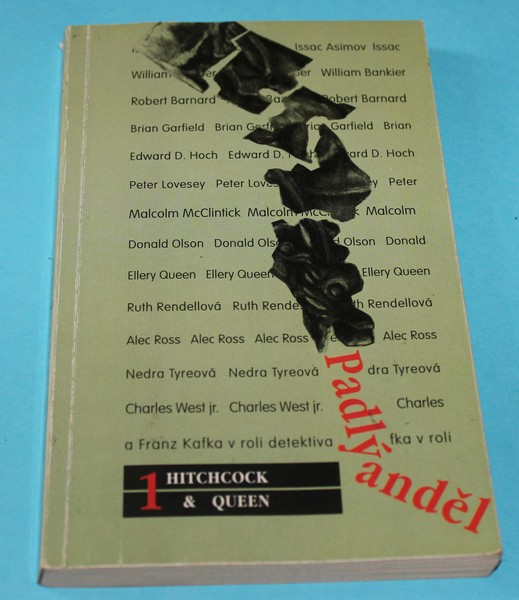 Issac Asimov Issac
William William Bankier
Robert Barnard Robert Barnard
Brian Garfield Brian Garfield Brian
Edward D. Hoch Edward D. Hoch
Peter Lovesey Peter Peter
Malcolm McClintick Malcolm McClintick Malcolm
Donald Olson Donald Olson Donald
Ellery Queen Ellery Queen Ellery Queen
Ruth Rendellová Ruth Rendellová
Alec Ross Alec Ross Alec Ross Alec Ross
Nedra Tyreová Nedra Tyreová dra Tyreová
Charles West jr. Charles West jr. Charles
a Franz Kafka v roli detektiva fka v roli
Padlý anděl
1 HITCHCOCK
& QUEEN